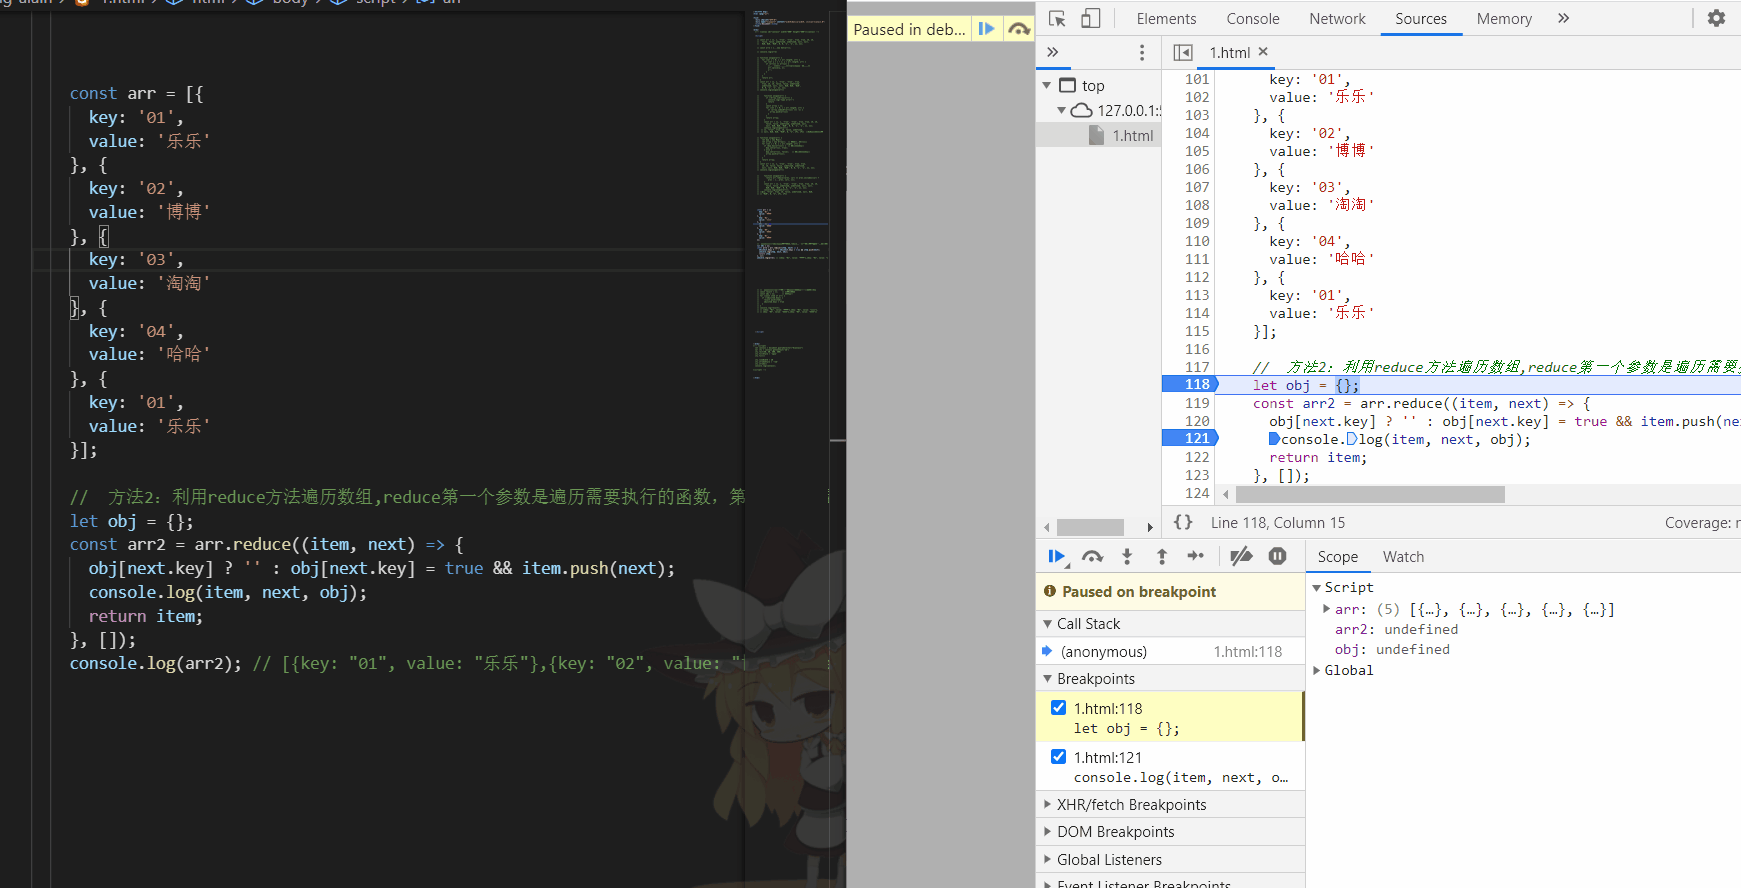 const arr = [{
key: '01',
value: '乐乐'
}, {
key: '02',
value: '博博'
}, {
key: '03',
value: '淘淘'
}, {
key: '04',
value: '哈哈'
}, {
key: '01',
value: '乐乐'
}];
//  方法2: 利用reduce方法遍历数组,reduce第一个参数是遍历需要执行的函数, 第
let obj = {};
const arr2 = arr.reduce((item, next) => {
obj[next.key] ? '' : obj[next.key] = true && item.push(next);
console.log(item, next, obj);
return item;
}, []);
console.log(arr2); // [{key: "01", value: "乐乐"},{key: "02", value: "
Paused in deb...
Elements Console Network Sources Memory »
» 1.html ×
top
127.0.0.1:
1.html
101 key: '01',
102 value: '乐乐'
103 }, {
104 key: '02',
105 value: '博博'
106 }, {
107 key: '03',
108 value: '淘淘'
109 }, {
110 key: '04',
111 value: '哈哈'
112 }, {
113 key: '01',
114 value: '乐乐'
115 }];
116
117 //  方法2: 利用reduce方法遍历数组,reduce第一个参数是遍历需要
118 let obj = {};
119 const arr2 = arr.reduce((item, next) => {
120 obj[next.key] ? '' : obj[next.key] = true && item.push(ne
121 console.log(item, next, obj);
122 return item;
123 }, []);
124
{} Line 118, Column 15 Coverage:
Paused on breakpoint
Call Stack
(anonymous) 1.html:118
Breakpoints
1.html:118
let obj = {};
1.html:121
console.log(item, next, o…
XHR/fetch Breakpoints
DOM Breakpoints
Global Listeners
Event Listener Breakpoints
Scope Watch
Script
arr: (5) [{…}, {…}, {…}, {…}, {…}]
arr2: undefined
obj: undefined
Global